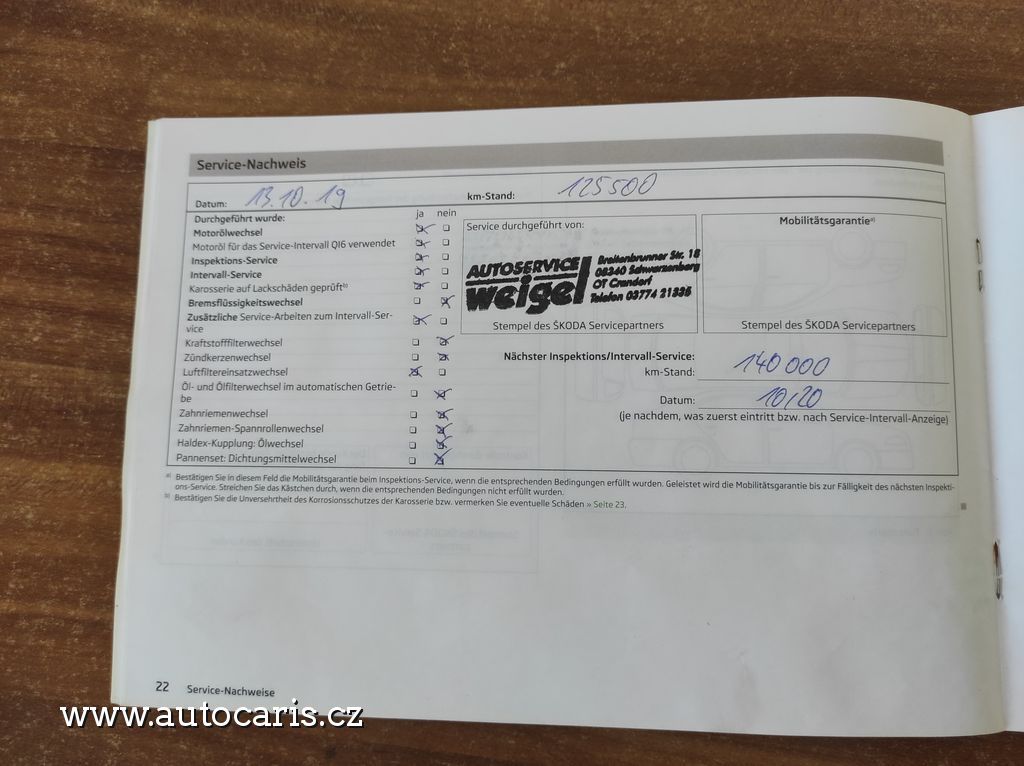 Service-Nachweis
Datum: 13.10.19 km-Stand: 125500
Durchgeführt wurde: ja nein
Motorölwechsel
Motoröl für das Service-Intervall QI6 verwendet
Inspektions-Service
Intervall-Service
Karosserie auf Lackschäden geprüft b)
Bremsflüssigkeitswechsel
Zusätzliche Service-Arbeiten zum Intervall-Ser-
vice
Kraftstofffilterwechsel
Zündkerzenwechsel
Luftfiltereinsatzwechsel
Öl- und Ölfilterwechsel im automatischen Getrie-
be
Zahnriemenwechsel
Zahnriemen-Spannrollenwechsel
Haldex-Kupplung: Ölwechsel
Pannenset: Dichtungsmittelwechsel
Service durchgeführt von:
AUTOSERVICE
weigel
Breitenbrunner Str. 18
08340 Schwarzenberg
OT Crandorf
Telefon 03774 21335
Stempel des ŠKODA Servicepartners
Mobilitätsgarantie a)
Stempel des ŠKODA Servicepartners
Nächster Inspektions/Intervall-Service:
km-Stand: 140 000
Datum: 10/20
(je nachdem, was zuerst eintritt bzw. nach Service-Intervall-Anzeige)
a) Bestätigen Sie in diesem Feld die Mobilitätsgarantie beim Inspektions-Service, wenn die entsprechenden Bedingungen erfüllt wurden. Geleistet wird die Mobilitätsgarantie bis zur Fälligkeit des nächsten Inspekti-
ons-Service. Streichen Sie das Kästchen durch, wenn die entsprechenden Bedingungen nicht erfüllt wurden.
b) Bestätigen Sie die Unversehrtheit des Korrosionsschutzes der Karosserie bzw. vermerken Sie eventuelle Schäden » Seite 23.
22 Service-Nachweise
www.autocaris.cz